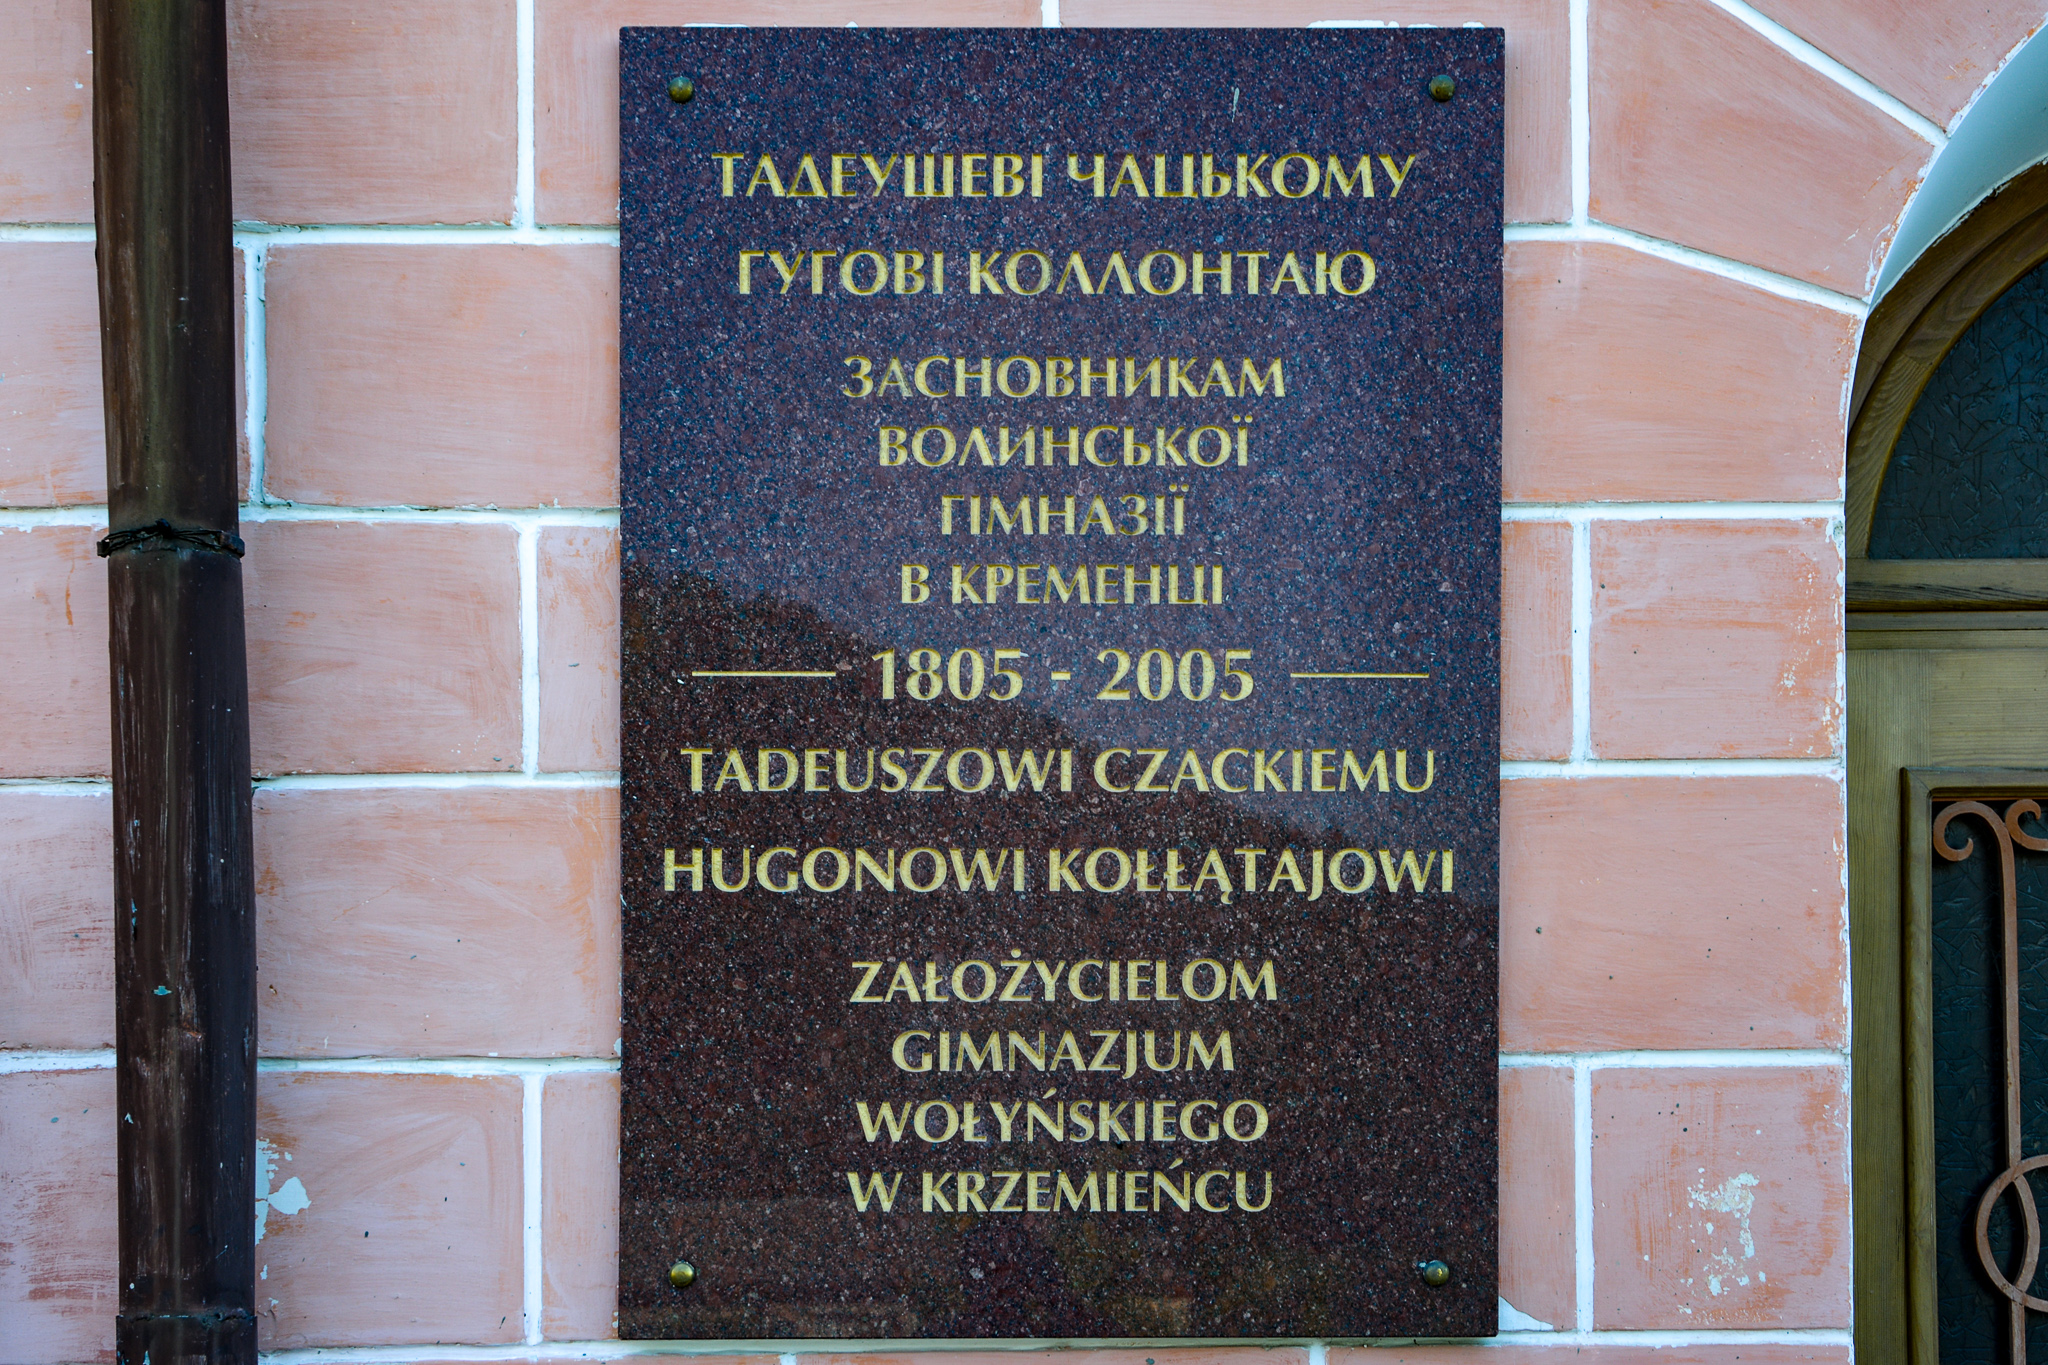 ТАДЕУШЕВІ ЧАЦЬКОМУ
ГУГОВІ КОЛЛОНТАЮ
ЗАСНОВНИКАМ
ВОЛИНСЬКОЇ
ГІМНАЗІЇ
В КРЕМЕНЦІ
1805 - 2005
TADEUSZOWI CZACKIEMU
HUGONOWI KOŁŁĄTAJOWI
ZAŁOŻYCIELOM
GIMNAZJUM
WOŁYŃSKIEGO
W KRZEMIEŃCU